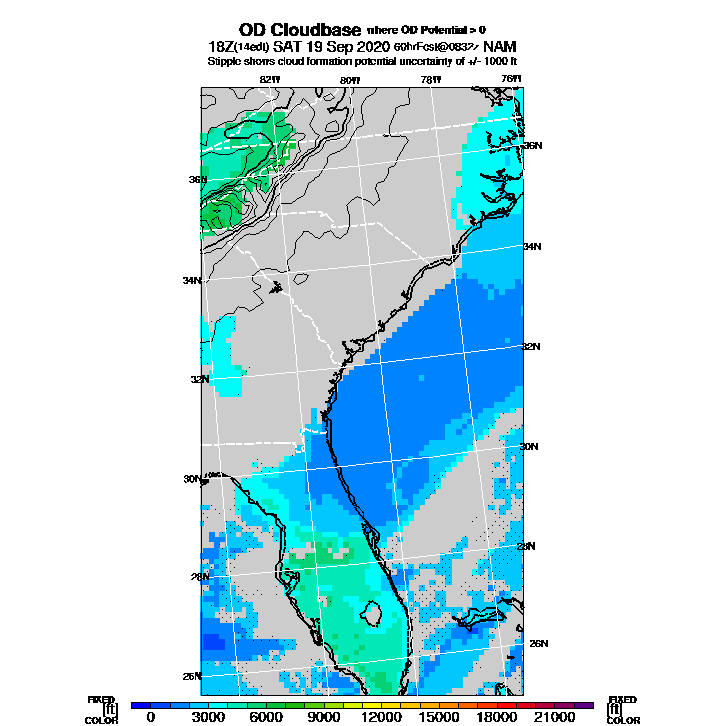 OD Cloudbase where OD Potential > 0
18Z(14edt) SAT 19 Sep 2020 NAM
Stipple shows cloud formation potential uncertainty of +/- 1000 ft
82W 80W 78W 76W
36N
36N
34N
34N
32N
32N
30N
30N
28N
28N
26N
26N
FIXED FIXED
[ft] 0 3000 6000 9000 12000 15000 18000 21000 [ft]
COLOR COLOR